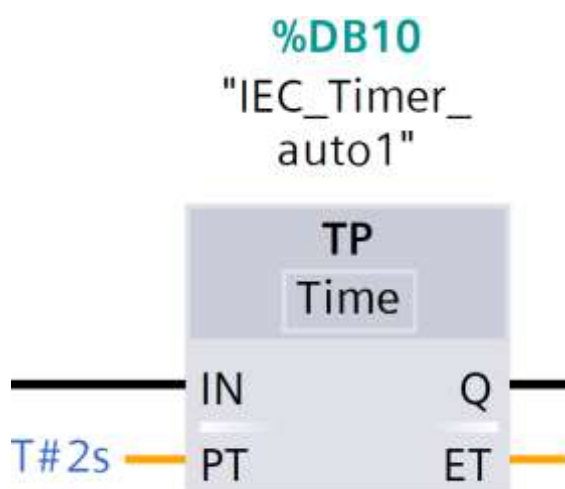 %DB10
"IEC_Timer_
auto1"
TP
Time
IN Q
T#2s PT ET